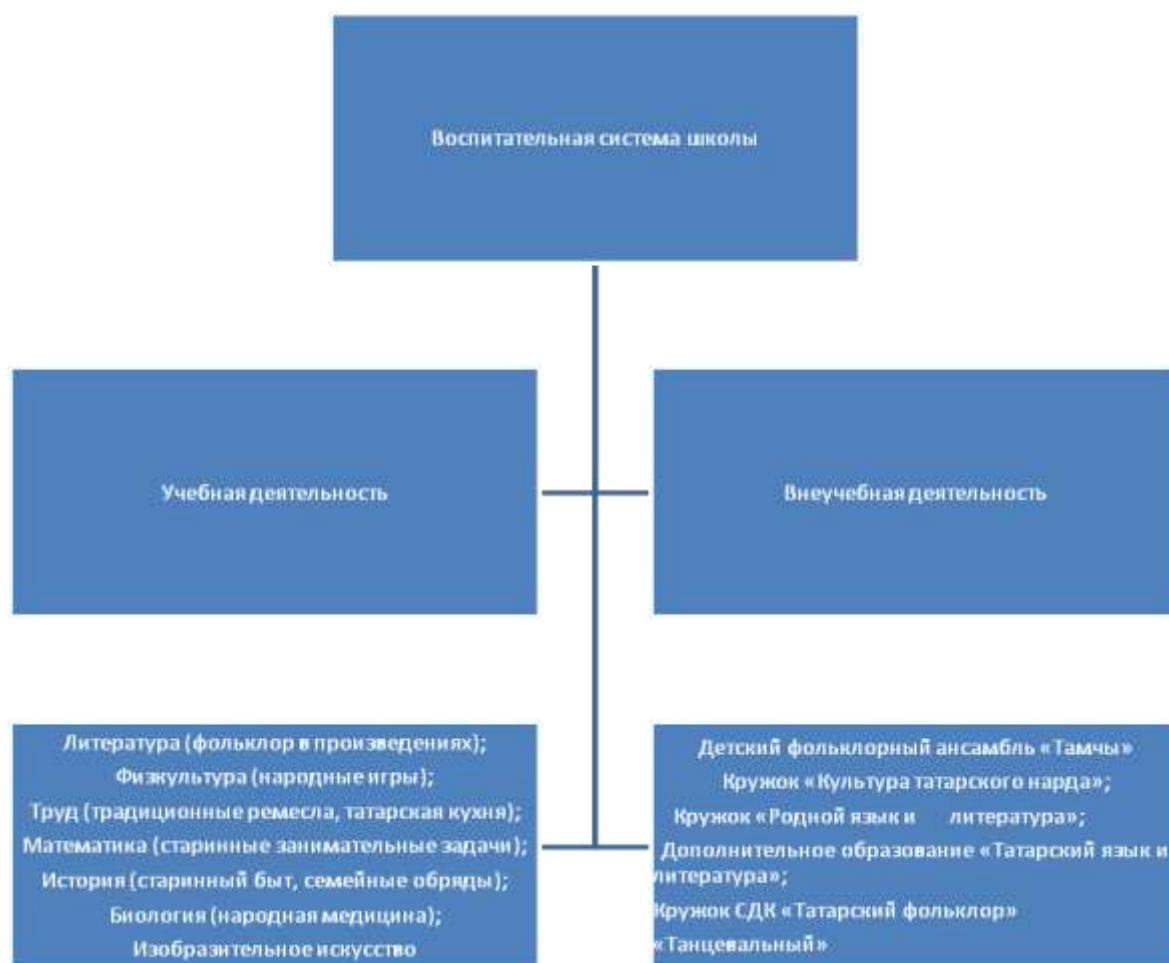 Воспитательная система школы
Учебная деятельность
Внеучебная деятельность
Литература (фольклор в произведениях);
Физкультура (народные игры);
Труд (традиционные ремесла, татарская кухня);
Математика (старинные занимательные задачи);
История (старинный быт, семейные обряды);
Биология (народная медицина);
Изобразительное искусство
Детский фольклорный ансамбль «Тамчы»
Кружок «Культура татарского нарда»;
Кружок «Родной язык и литература»;
Дополнительное образование «Татарский язык и
литература»;
Кружок СДК «Татарский фольклор»
«Танцевальный»